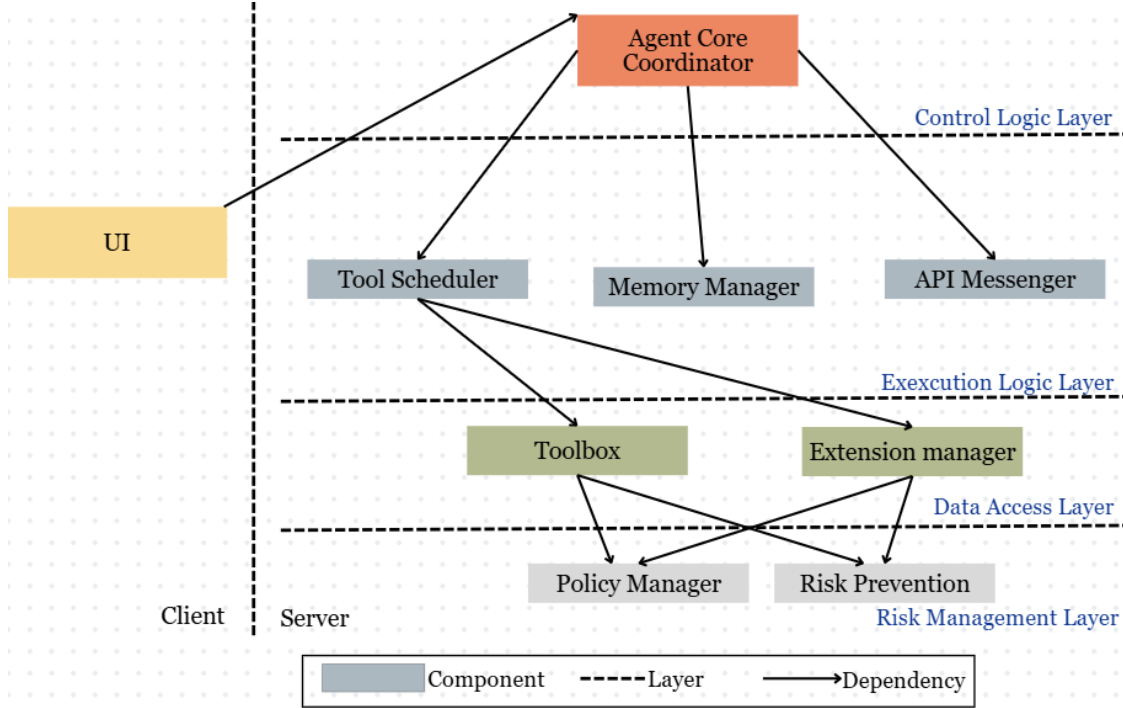 Agent Core
Coordinator
Control Logic Layer
UI
Tool Scheduler
Memory Manager
API Messenger
Exexcution Logic Layer
Toolbox
Extension manager
Data Access Layer
Policy Manager
Risk Prevention
Client
Server
Risk Management Layer
Component
Layer
Dependency